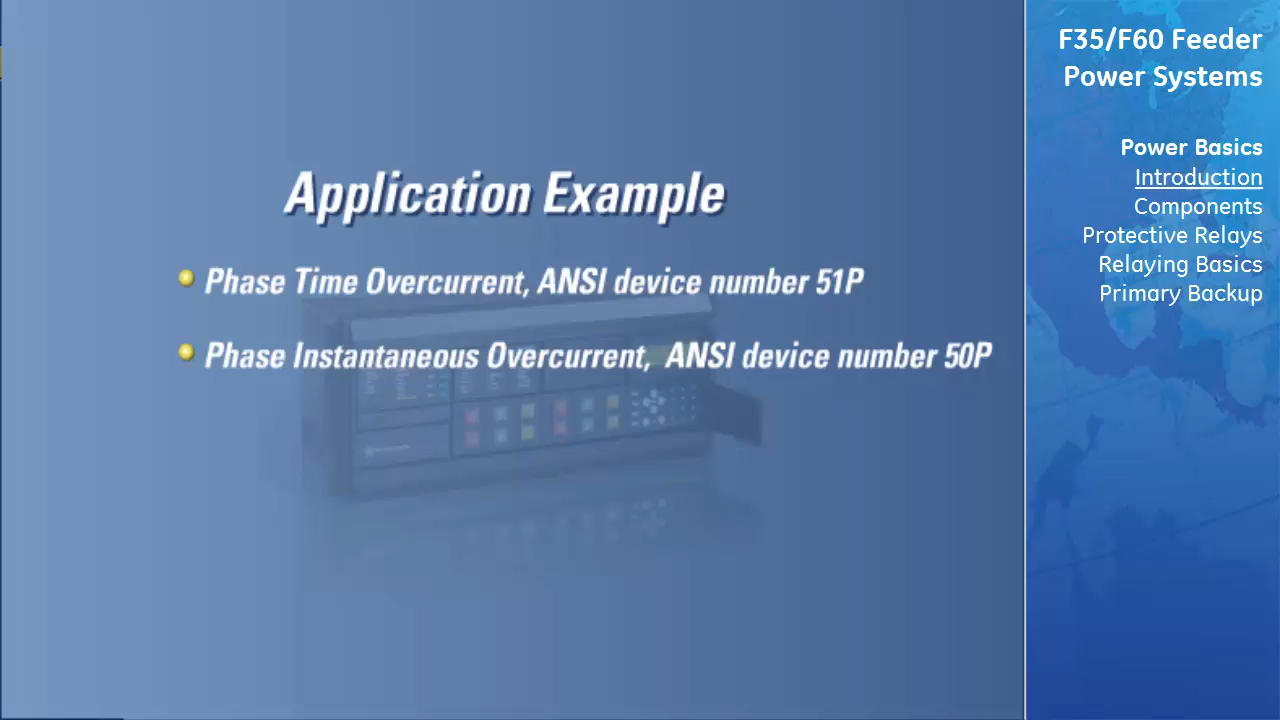 Application Example
Phase Time Overcurrent, ANSI device number 51P
Phase Instantaneous Overcurrent, ANSI device number 50P
F35/F60 Feeder
Power Systems
Power Basics
Introduction
Components
Protective Relays
Relaying Basics
Primary Backup